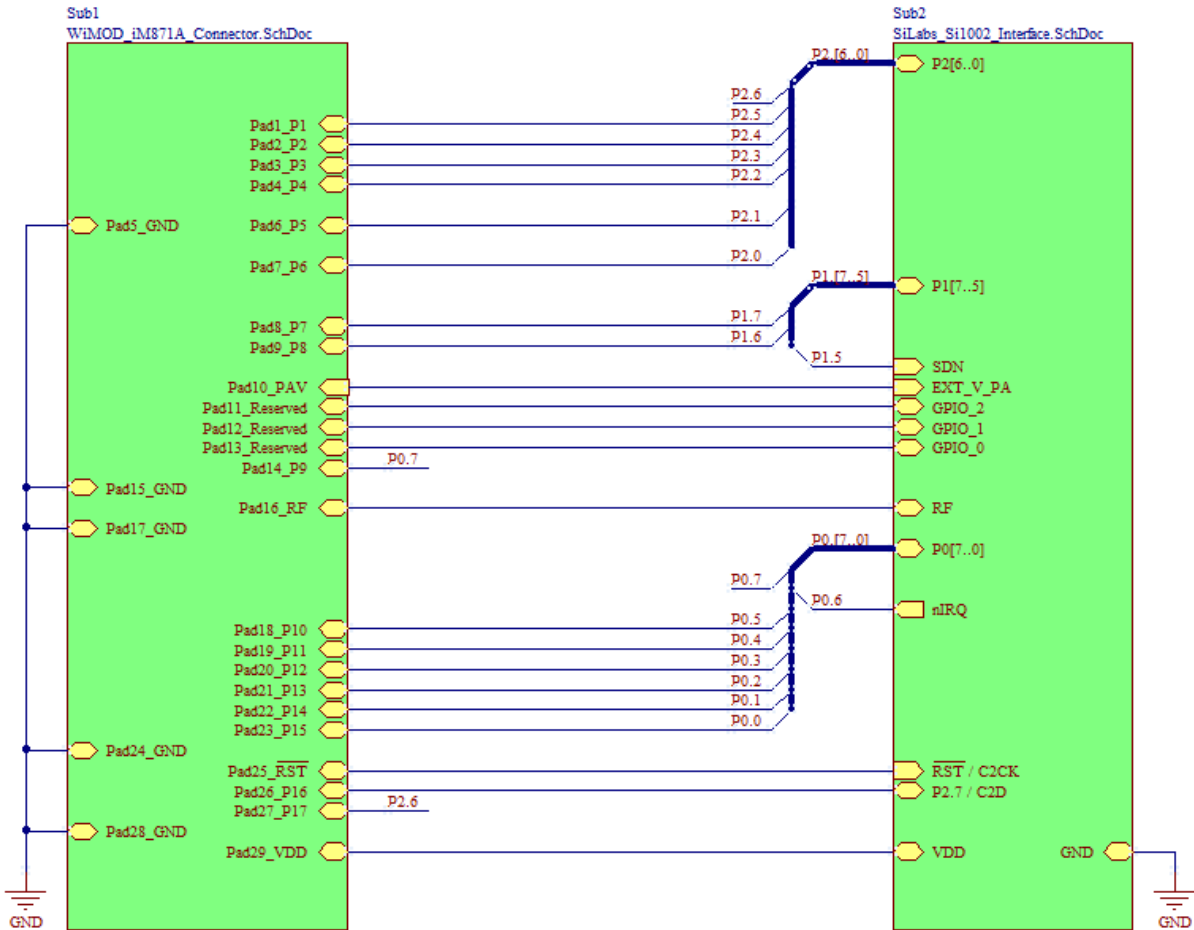 Sub1
WiMOD_iM871A_Connector.SchDoc
Sub2
SiLabs_Si1002_Interface.SchDoc
P2.[6..0]
P2[6..0]
P2.6
P2.5
Pad1_P1
P2.4
Pad2_P2
P2.3
Pad3_P3
P2.2
Pad4_P4
Pad5_GND
Pad6_P5
P2.1
Pad7_P6
P2.0
P1.[7..5]
P1[7..5]
Pad8_P7
P1.7
Pad9_P8
P1.6
P1.5
SDN
Pad10_PAV
EXT_V_PA
Pad11_Reserved
GPIO_2
Pad12_Reserved
GPIO_1
Pad13_Reserved
GPIO_0
Pad14_P9
P0.7
Pad15_GND
Pad16_RF
RF
Pad17_GND
P0.[7..0]
P0[7..0]
P0.7
P0.6
nIRQ
Pad18_P10
P0.5
Pad19_P11
P0.4
Pad20_P12
P0.3
Pad21_P13
P0.2
Pad22_P14
P0.1
Pad23_P15
P0.0
Pad24_GND
Pad25_RST
RST / C2CK
Pad26_P16
P2.7 / C2D
Pad27_P17
P2.6
Pad28_GND
Pad29_VDD
VDD
GND
GND
GND